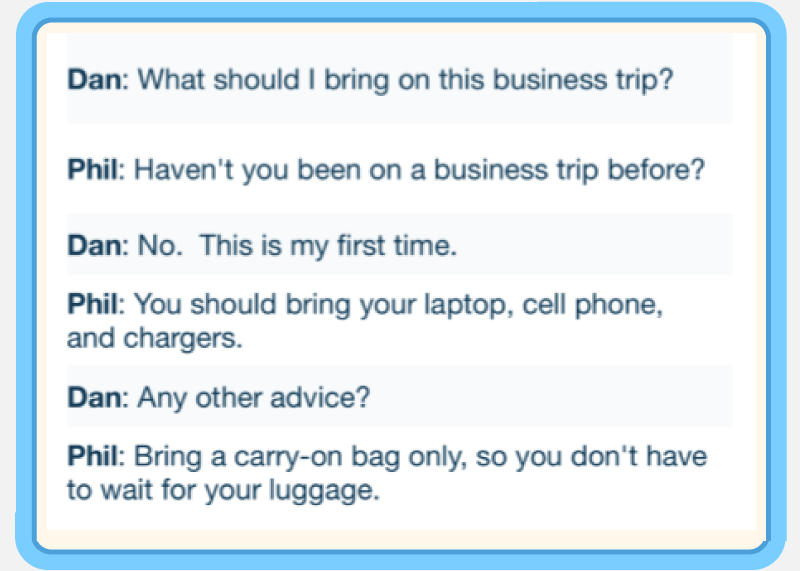 Dan: What should I bring on this business trip?
Phil: Haven't you been on a business trip before?
Dan: No.  This is my first time.
Phil: You should bring your laptop, cell phone,
and chargers.
Dan: Any other advice?
Phil: Bring a carry-on bag only, so you don't have
to wait for your luggage.